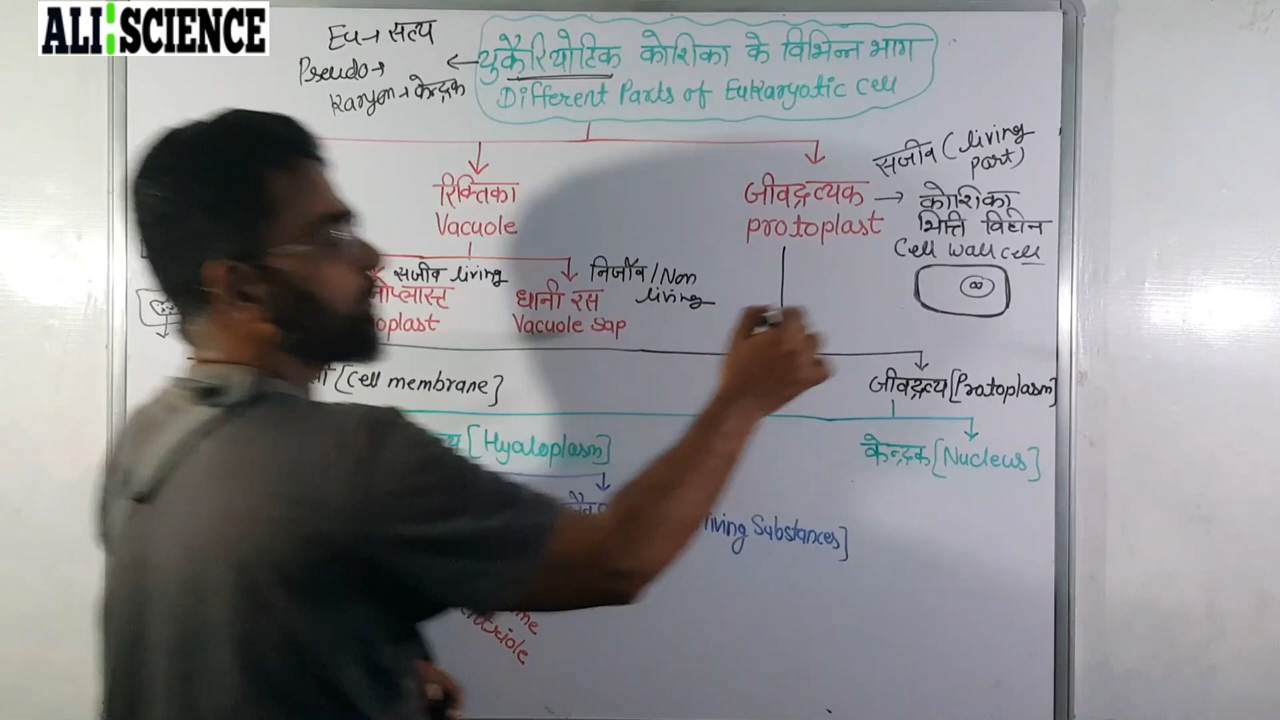 ALI:SCIENCE
Eu → सत्य
Pseudo →
Karyon → केन्द्रक
← युकैरियोटिक कोशिका के विभिन्न भाग
Different Parts of Eukaryotic Cell
रिक्तिका
Vacuole
जीवद्रव्यक → कोशिका
protoplast
सजीव (living
part)
भित्ति विहीन
Cell wall cell
सजीव living
निर्जीव/Non
living
नोप्लास्ट
oplast
धानी रस
Vacuole sap
[Cell membrane]
जीवद्रव्य [Protoplasm]
[Hyaloplasm]
केन्द्रक [Nucleus]
living Substances]
entriole